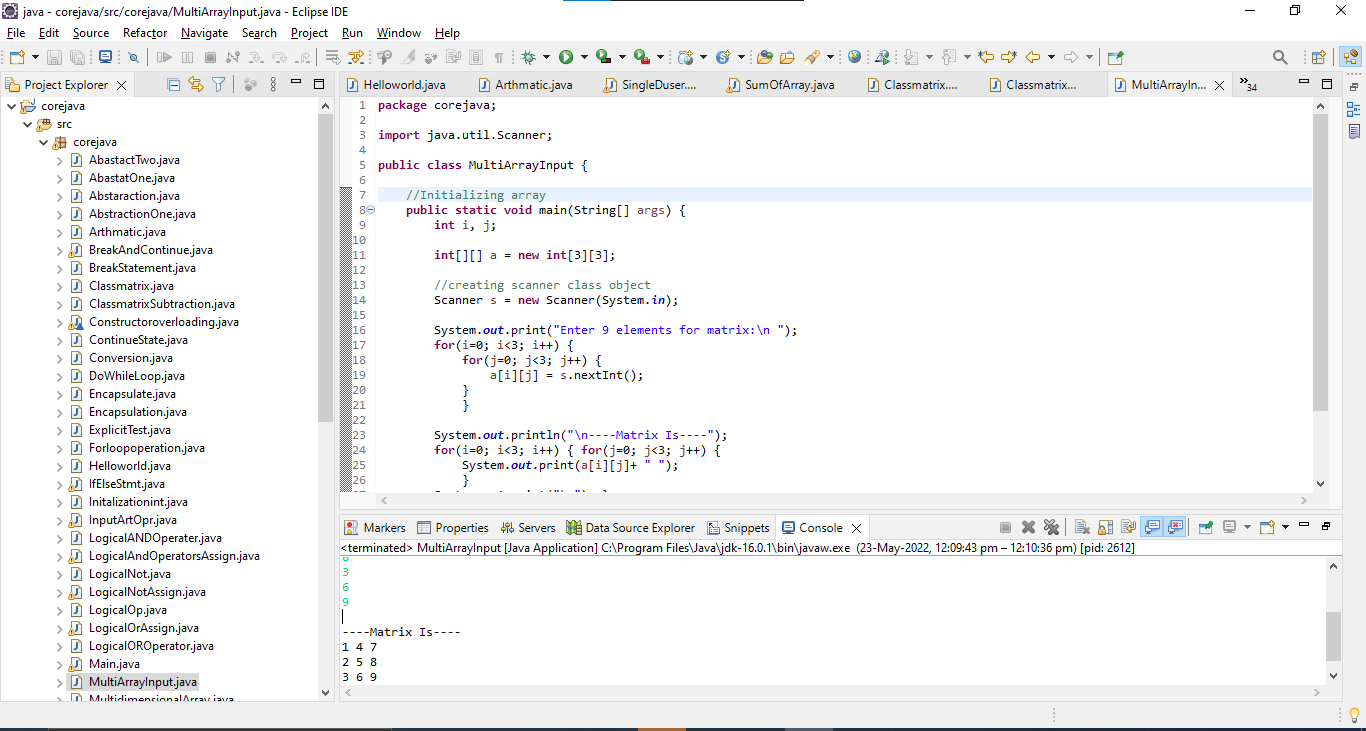 java - corejava/src/corejava/MultiArrayInput.java - Eclipse IDE
File Edit Source Refactor Navigate Search Project Run Window Help
Project Explorer
corejava
src
corejava
AbastactTwo.java
AbastatOne.java
Abstaraction.java
AbstractionOne.java
Arthmatic.java
BreakAndContinue.java
BreakStatement.java
Classmatrix.java
ClassmatrixSubtraction.java
Constructoroverloading.java
ContinueState.java
Conversion.java
DoWhileLoop.java
Encapsulate.java
Encapsulation.java
ExplicitTest.java
Forloopoperation.java
Helloworld.java
IfElseStmt.java
Initalizationint.java
InputArtOpr.java
LogicalANDOperater.java
LogicalAndOperatorsAssign.java
LogicalNot.java
LogicalNotAssign.java
LogicalOp.java
LogicalOrAssign.java
LogicalOROperator.java
Main.java
MultiArrayInput.java
MultidimensionalArray.java
Helloworld.java Arthmatic.java SingleDuser.... SumOfArray.java Classmatrix.... Classmatrix... MultiArrayIn... 34
1 package corejava;
2
3 import java.util.Scanner;
4
5 public class MultiArrayInput {
6
7 //Initializing array
8 public static void main(String[] args) {
9 int i, j;
10
11 int[][] a = new int[3][3];
12
13 //creating scanner class object
14 Scanner s = new Scanner(System.in);
15
16 System.out.print("Enter 9 elements for matrix:\n ");
17 for(i=0; i<3; i++) {
18 for(j=0; j<3; j++) {
19 a[i][j] = s.nextInt();
20 }
21 }
22
23 System.out.println("\n----Matrix Is----");
24 for(i=0; i<3; i++) { for(j=0; j<3; j++) {
25 System.out.print(a[i][j]+ " ");
26 }
Markers Properties Servers Data Source Explorer Snippets Console
<terminated> MultiArrayInput [Java Application] C:\Program Files\Java\jdk-16.0.1\bin\javaw.exe (23-May-2022, 12:09:43 pm – 12:10:36 pm) [pid: 2612]
3
6
9
----Matrix Is----
1 4 7
2 5 8
3 6 9